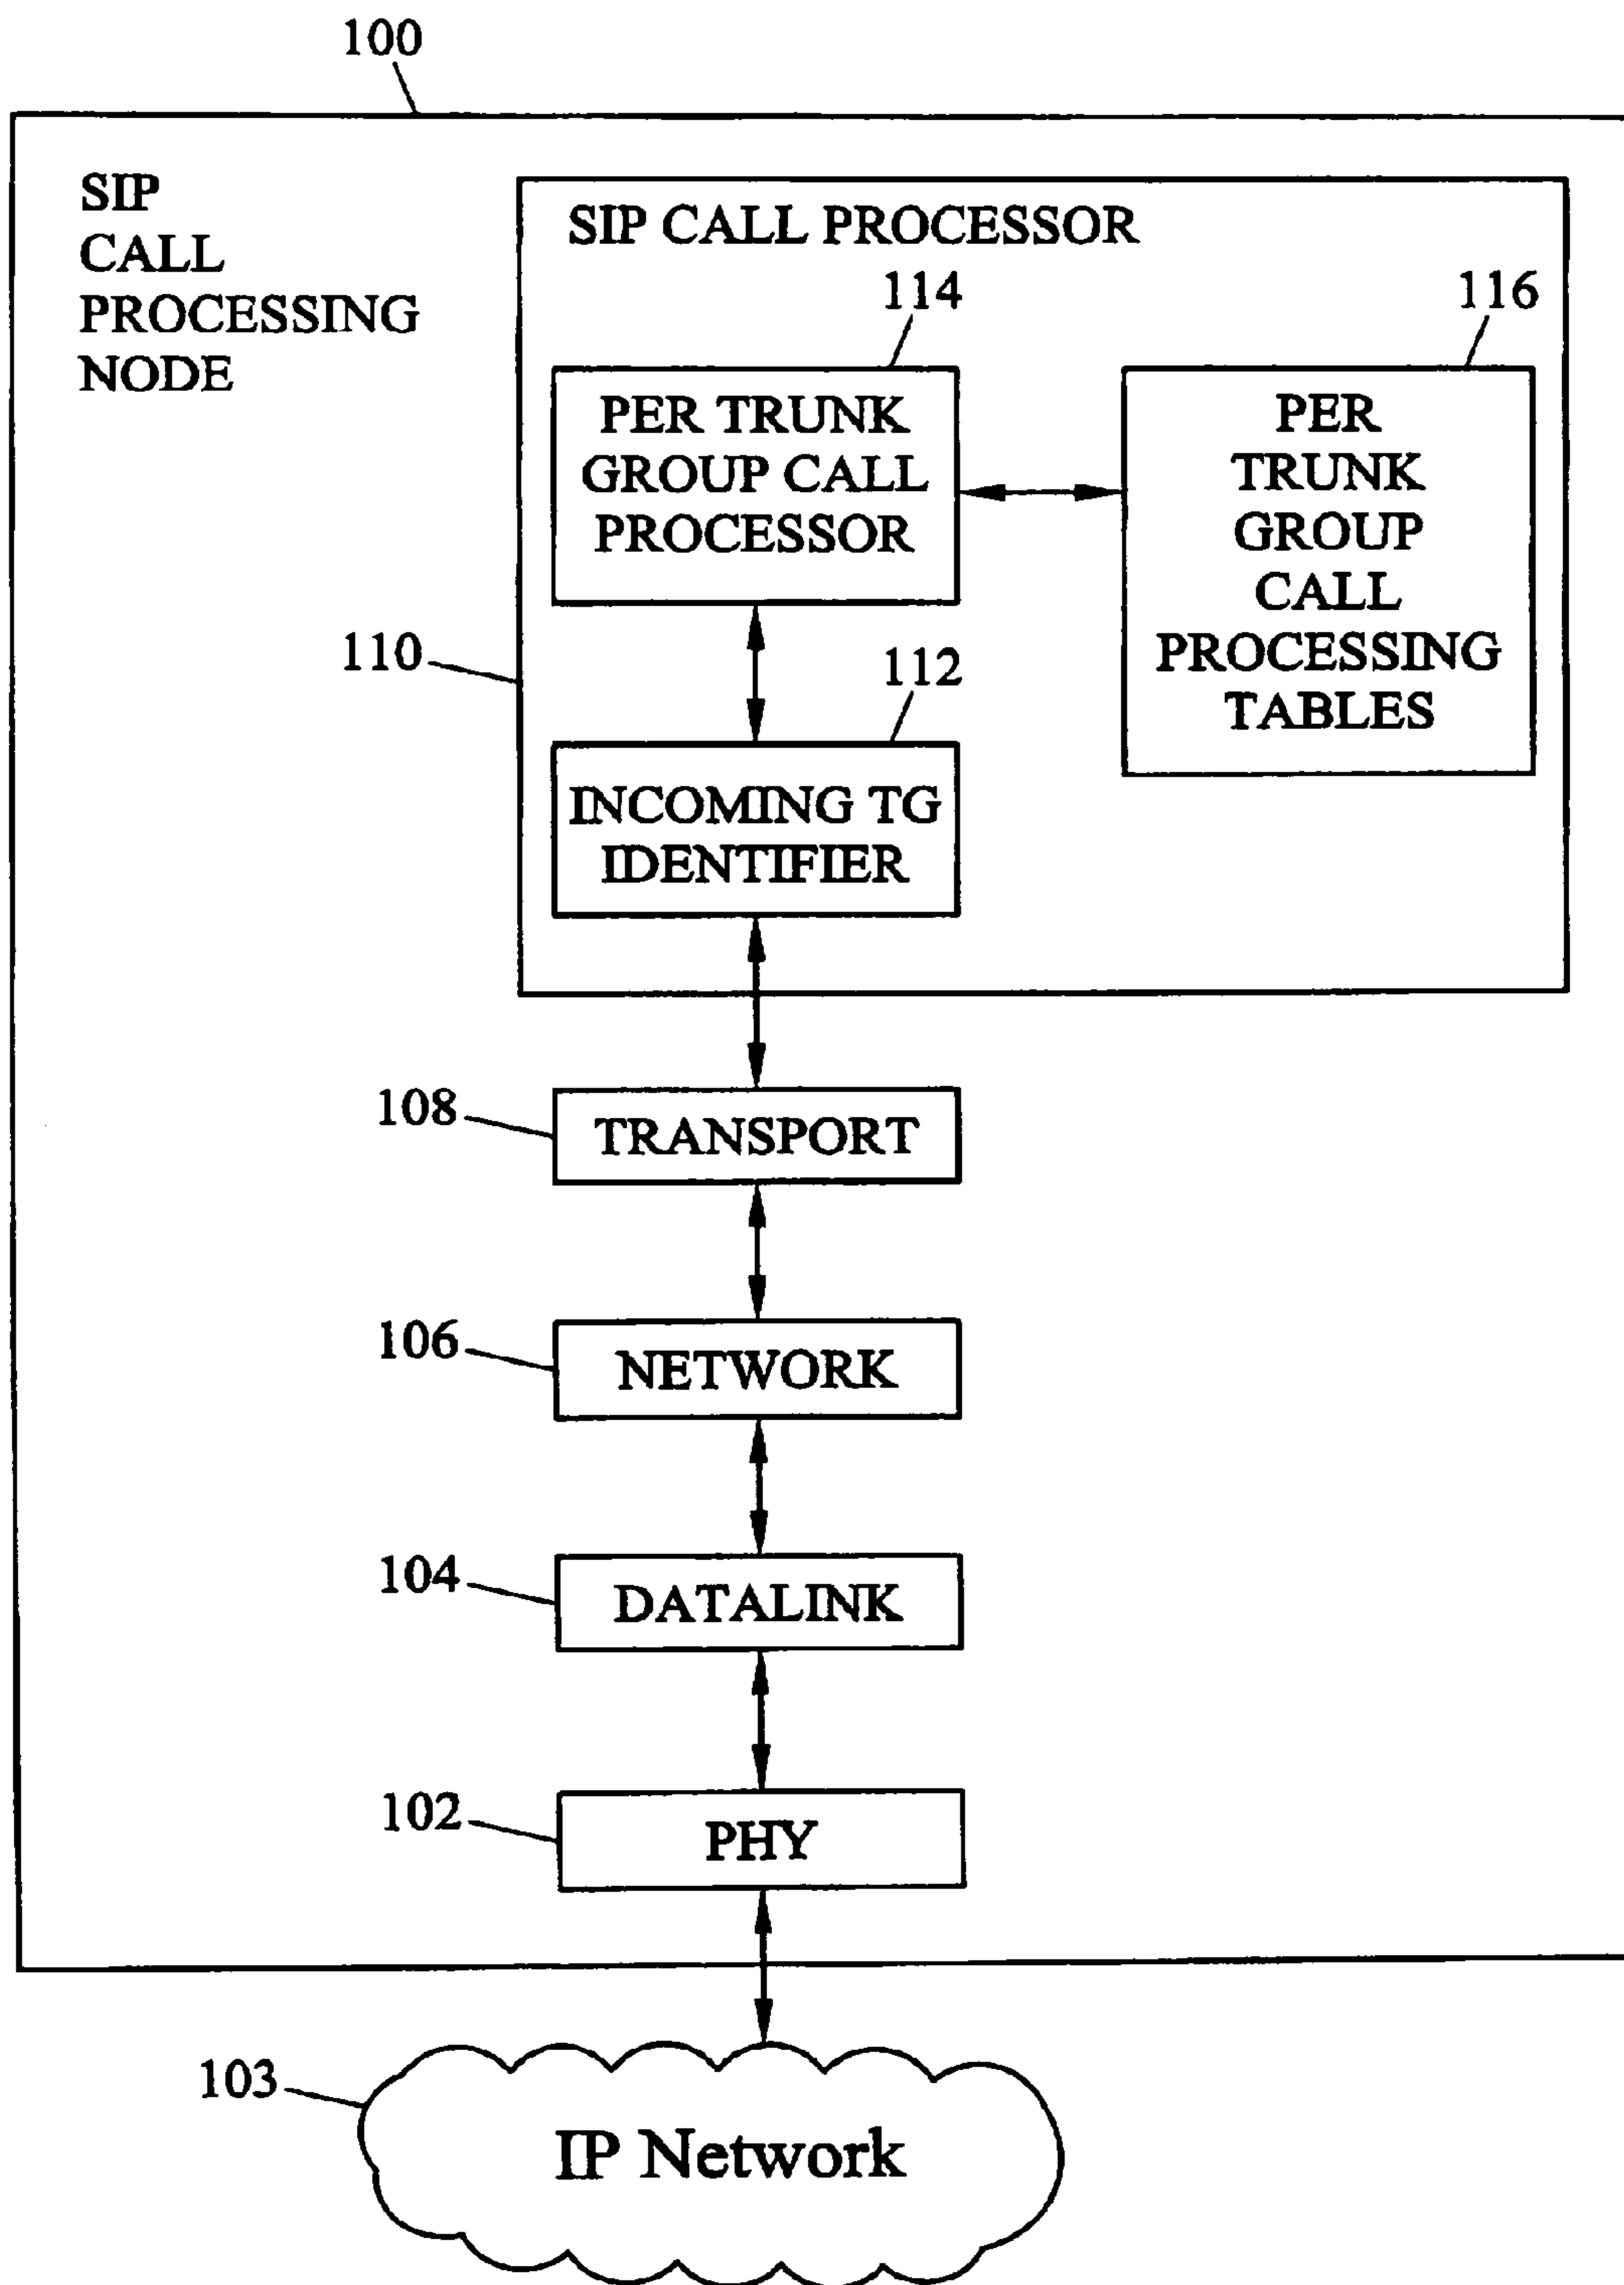 100
SIP
CALL
PROCESSING
NODE
SIP CALL PROCESSOR
114
116
PER TRUNK
GROUP CALL
PROCESSOR
PER
TRUNK
GROUP
CALL
PROCESSING
TABLES
110
112
INCOMING TG
IDENTIFIER
108
TRANSPORT
106
NETWORK
104
DATALINK
102
PHY
103
IP Network